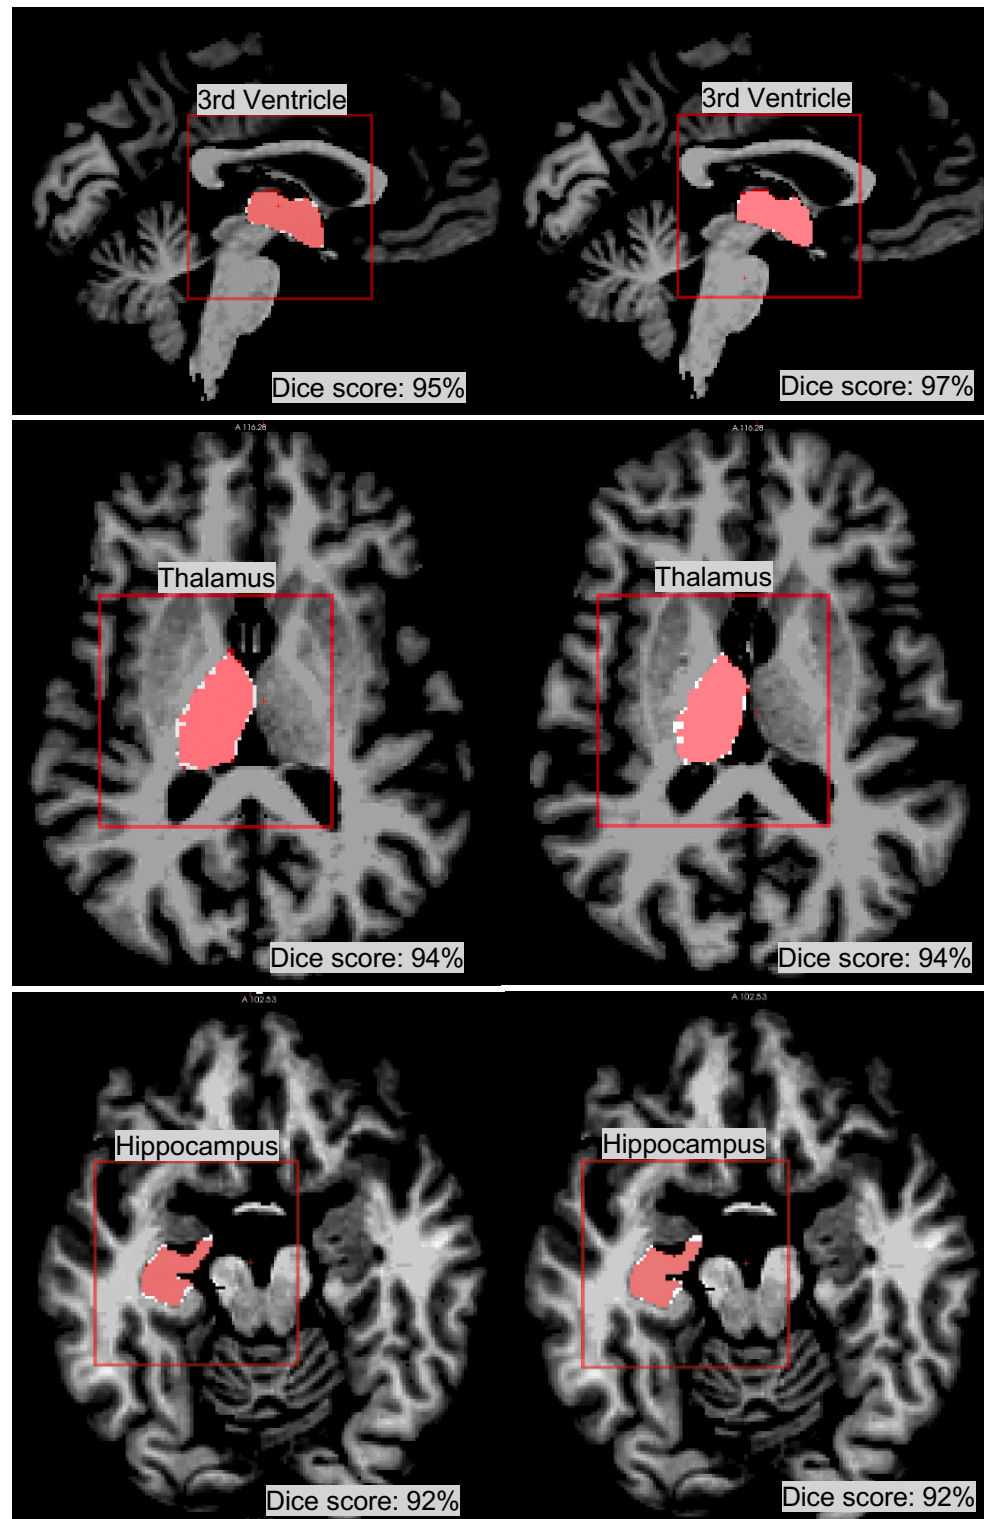 3rd Ventricle
3rd Ventricle
Dice score: 95%
Dice score: 97%
A 116.28
A 116.28
Thalamus
Thalamus
Dice score: 94%
Dice score: 94%
A 102.53
A 102.53
Hippocampus
Hippocampus
Dice score: 92%
Dice score: 92%